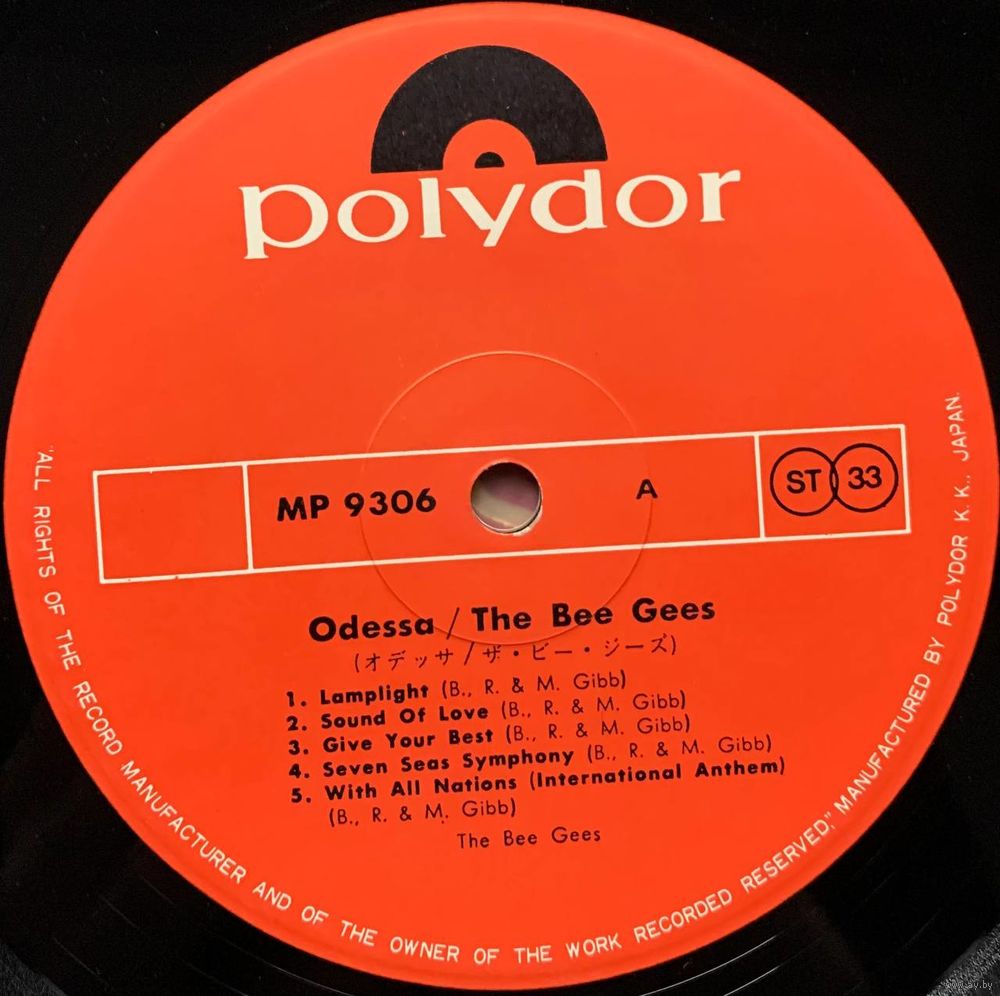 polydor
MP 9306 A ST 33
Odessa / The Bee Gees
(オデッサ / ザ・ビー・ジーズ)
1. Lamplight (B., R. & M. Gibb)
2. Sound Of Love (B., R. & M. Gibb)
3. Give Your Best (B., R. & M. Gibb)
4. Seven Seas Symphony (B., R. & M. Gibb)
5. With All Nations (International Anthem)
(B., R. & M. Gibb)
The Bee Gees
"ALL RIGHTS OF THE RECORD MANUFACTURER AND OF THE OWNER OF THE WORK RECORDED RESERVED," MANUFACTURED BY POLYDOR K. K., JAPAN.